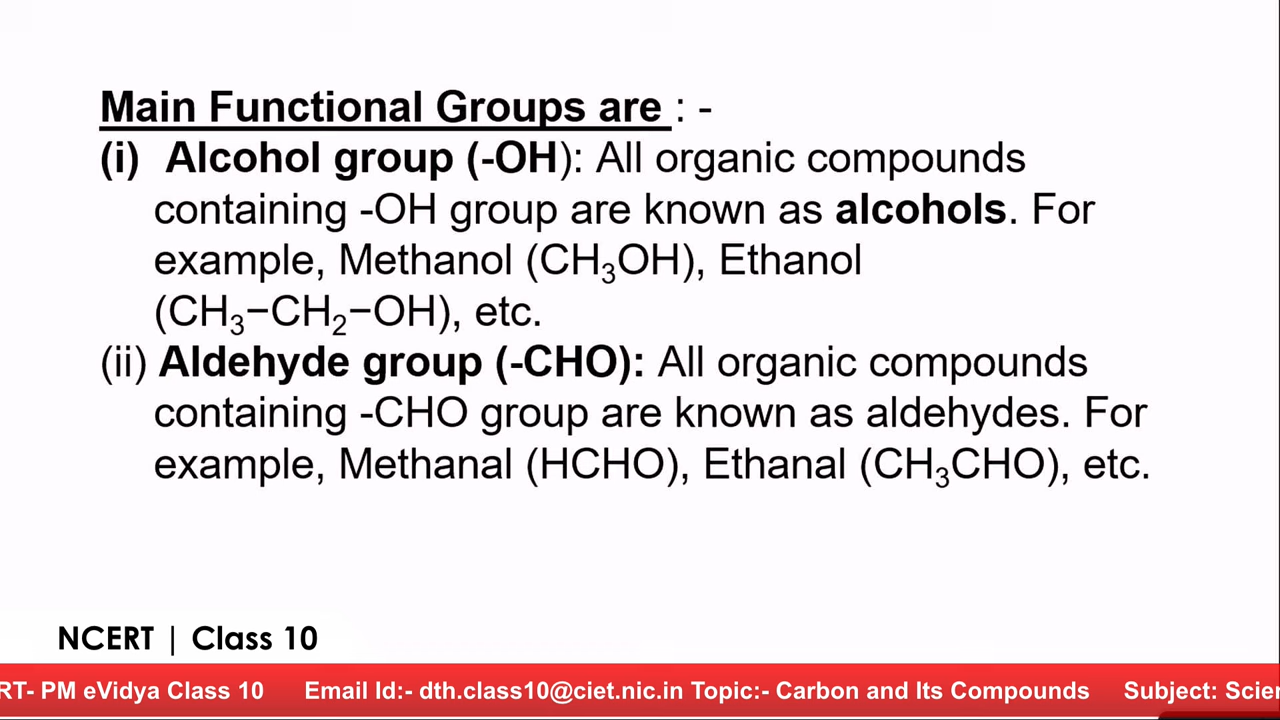 Main Functional Groups are : -
(i) Alcohol group (-OH): All organic compounds
containing -OH group are known as alcohols. For
example, Methanol (CH₃OH), Ethanol
(CH₃−CH₂−OH), etc.
(ii) Aldehyde group (-CHO): All organic compounds
containing -CHO group are known as aldehydes. For
example, Methanal (HCHO), Ethanal (CH₃CHO), etc.
NCERT | Class 10
RT- PM eVidya Class 10 Email Id:- dth.class10@ciet.nic.in Topic:- Carbon and Its Compounds Subject: Scien